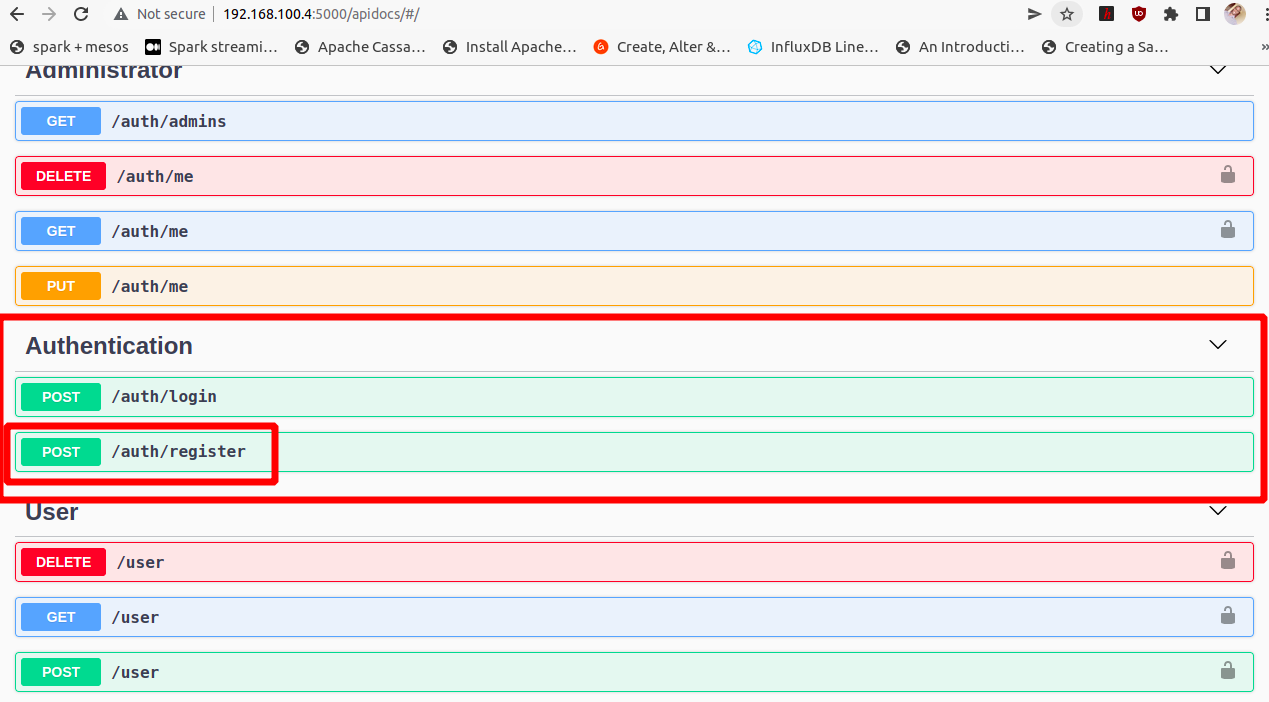 Not secure | 192.168.100.4:5000/apidocs/#/
spark + mesos Spark streami… Apache Cassa… Install Apache… Create, Alter &… InfluxDB Line… An Introducti… Creating a Sa… »
Administrator
GET /auth/admins
DELETE /auth/me
GET /auth/me
PUT /auth/me
Authentication
POST /auth/login
POST /auth/register
User
DELETE /user
GET /user
POST /user